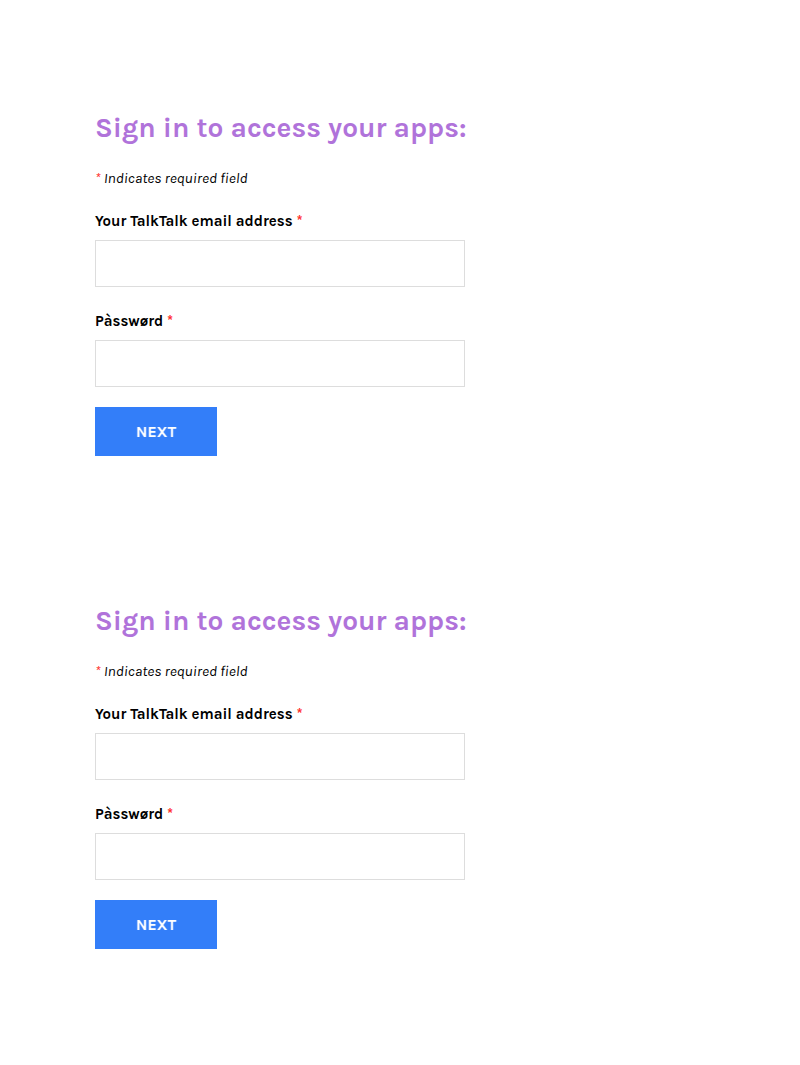 Sign in to access your apps:
* Indicates required field
Your TalkTalk email address *
Pàsswørd *
NEXT
Sign in to access your apps:
* Indicates required field
Your TalkTalk email address *
Pàsswørd *
NEXT